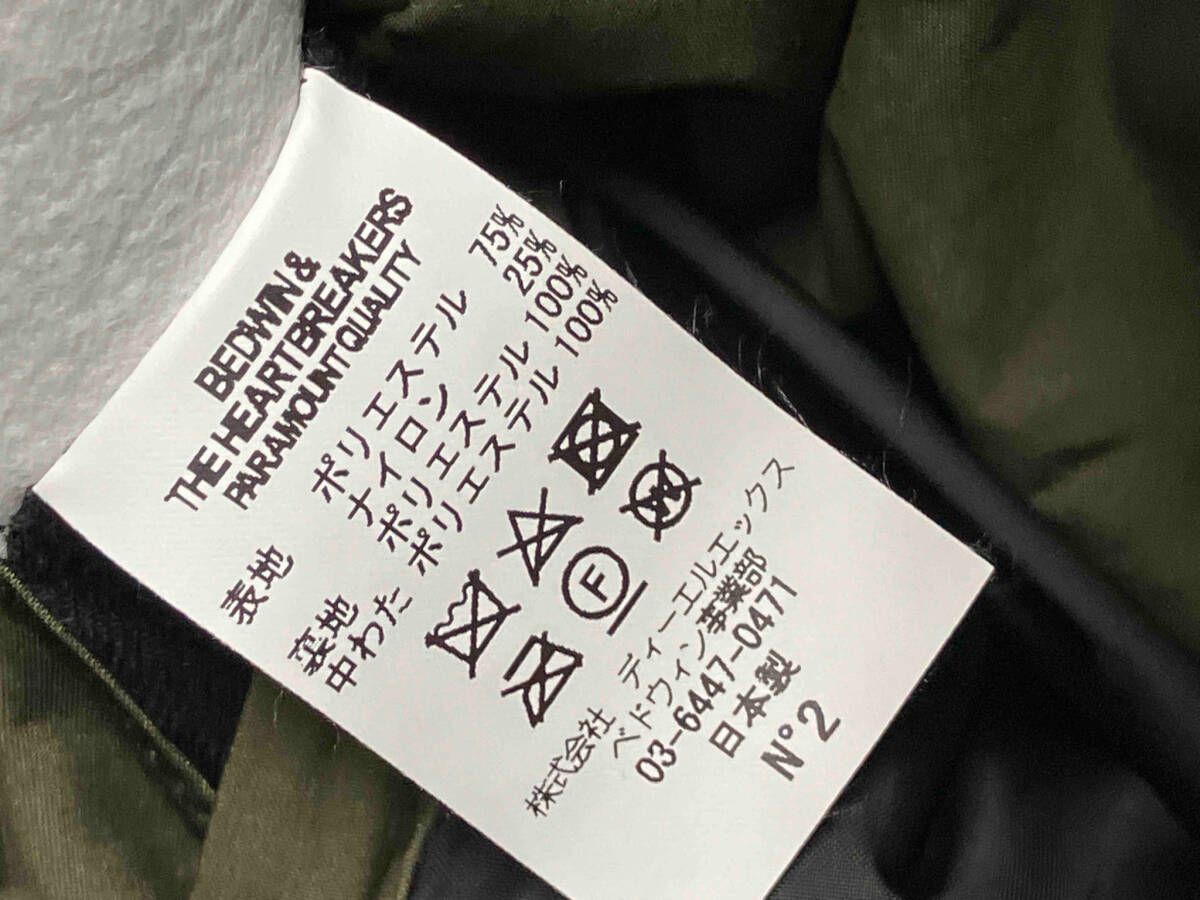 BEDWIN &
THE HEARTBREAKERS
PARAMOUNT QUALITY
表地 ポリエステル 75%
ナイロン 25%
裏地 ポリエステル 100%
中わた ポリエステル 100%
W
F
株式会社 ディーエルエックス
ベドウィン事業部
03-6447-0471
日本製
N°2